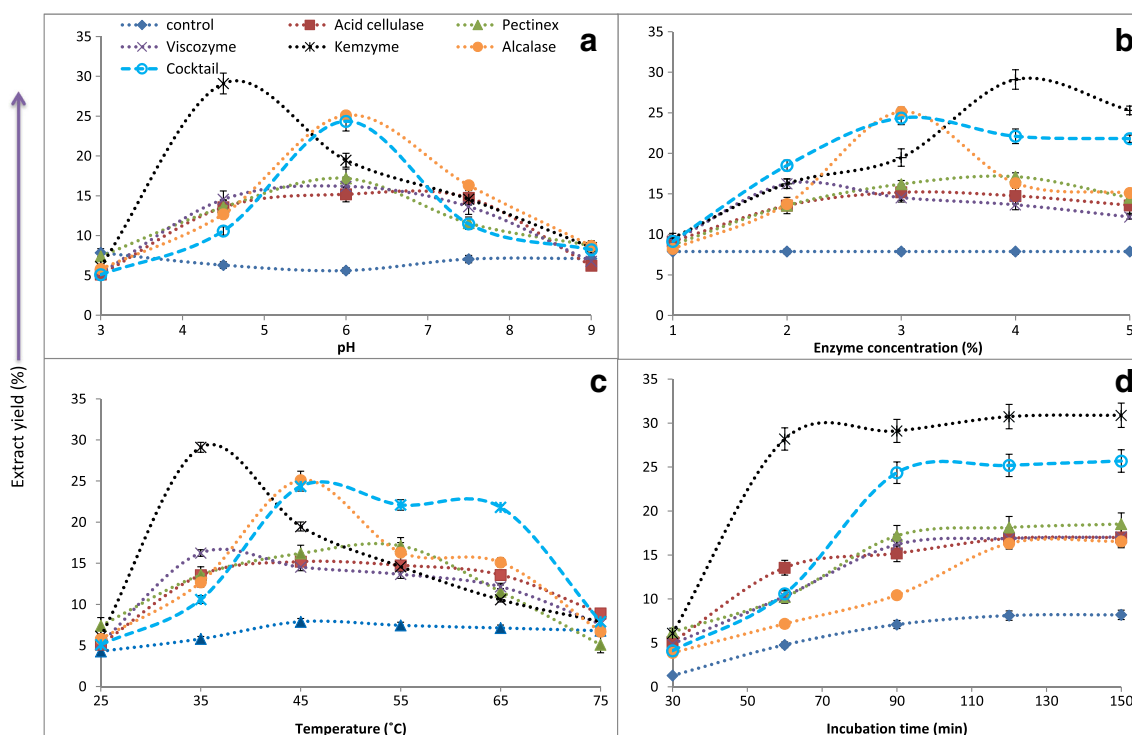 control Acid cellulase Pectinex
Viscozyme Kemzyme Alcalase
Cocktail
a
35
30
25
20
15
10
5
0
3 4 5 6 7 8 9
pH
b
35
30
25
20
15
10
5
0
1 2 3 4 5
Enzyme concentration (%)
Extract yield (%)
c
35
30
25
20
15
10
5
0
25 35 45 55 65 75
Temperature (˚C)
d
35
30
25
20
15
10
5
0
30 50 70 90 110 130 150
Incubation time (min)